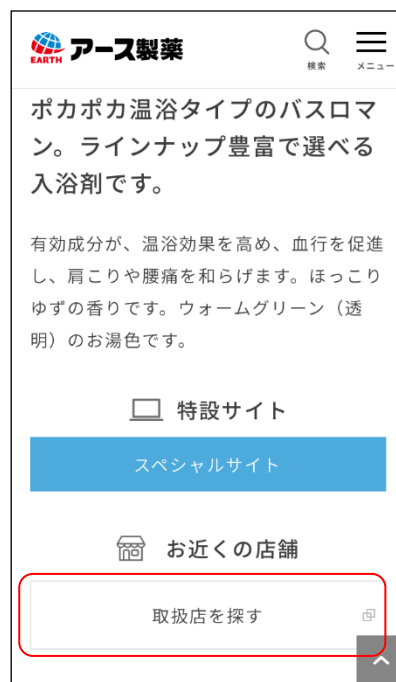 EARTH
アース製薬
検索
メニュー
ポカポカ温浴タイプのバスロマ
ン。ラインナップ豊富で選べる
入浴剤です。
有効成分が、温浴効果を高め、血行を促進
し、肩こりや腰痛を和らげます。ほっこり
ゆずの香りです。ウォームグリーン（透
明）のお湯色です。
特設サイト
スペシャルサイト
お近くの店舗
取扱店を探す